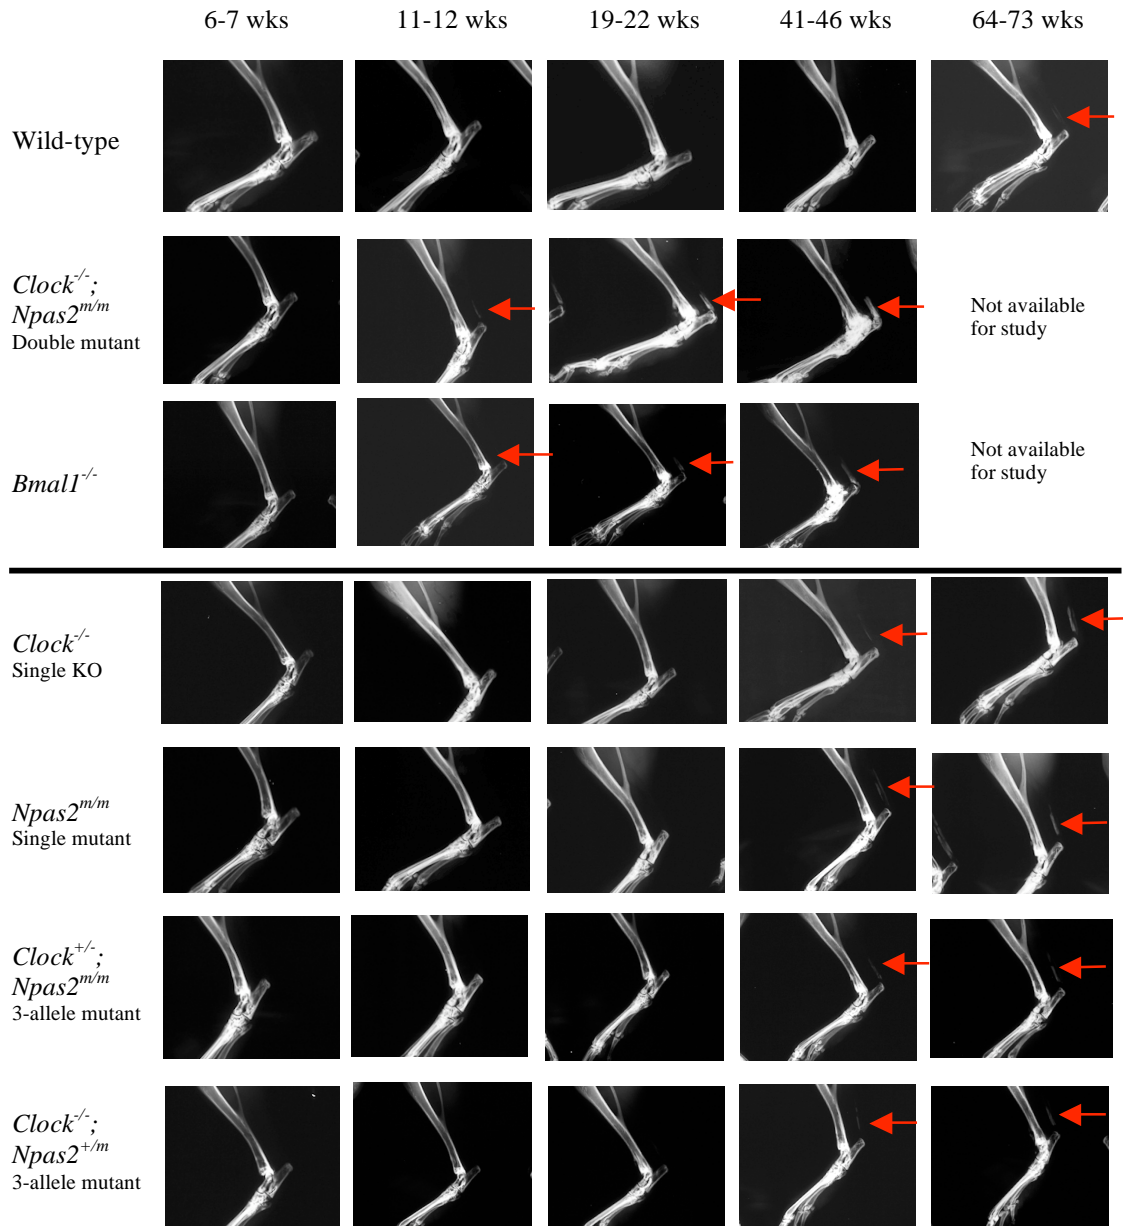 6-7 wks 11-12 wks 19-22 wks 41-46 wks 64-73 wks
Wild-type
Clock-/-;
Npas2m/m
Double mutant
Not available
for study
Bmal1-/-
Not available
for study
Clock-/-
Single KO
Npas2m/m
Single mutant
Clock+/-;
Npas2m/m
3-allele mutant
Clock-/-;
Npas2+/m
3-allele mutant